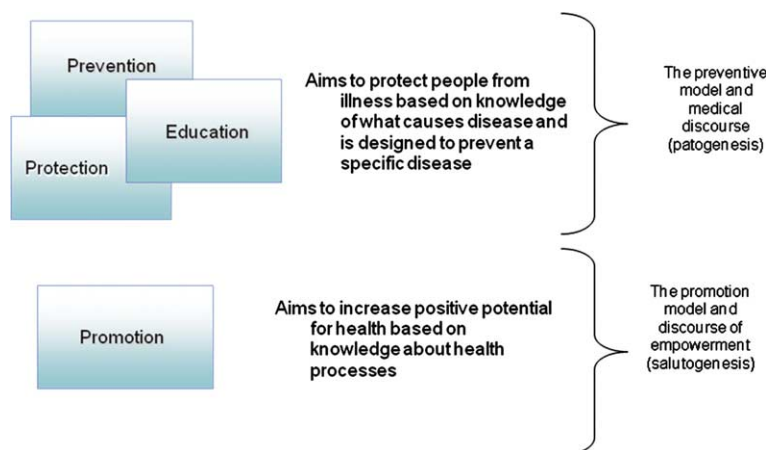 Prevention
Education
Protection
Aims to protect people from
illness based on knowledge
of what causes disease and
is designed to prevent a
specific disease
The preventive
model and
medical
discourse
(patogenesis)
Promotion
Aims to increase positive potential
for health based on
knowledge about health
processes
The promotion
model and
discourse of
empowerment
(salutogenesis)